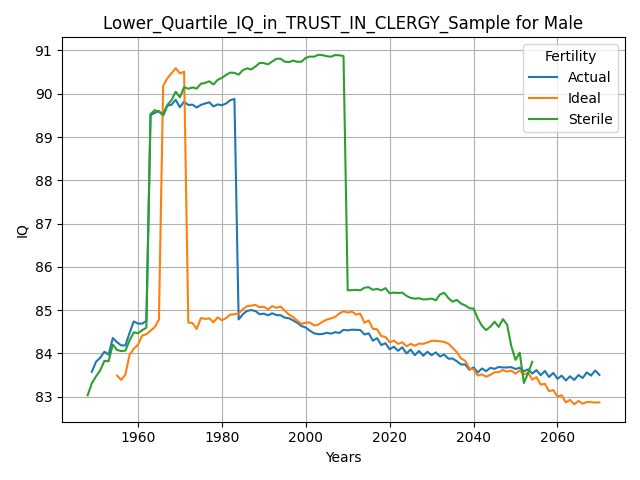 Lower_Quartile_IQ_in_TRUST_IN_CLERGY_Sample for Male
Fertility
Actual
Ideal
Sterile
IQ
91
90
89
88
87
86
85
84
83
1960 1980 2000 2020 2040 2060
Years